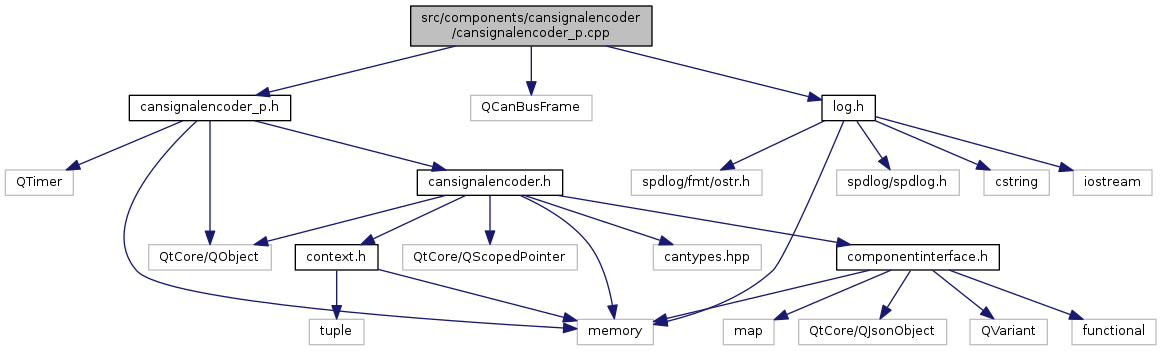 src/components/cansignalencoder
/cansignalencoder_p.cpp
cansignalencoder_p.h
QCanBusFrame
log.h
QTimer
cansignalencoder.h
spdlog/fmt/ostr.h
spdlog/spdlog.h
cstring
iostream
QtCore/QObject
context.h
QtCore/QScopedPointer
cantypes.hpp
componentinterface.h
tuple
memory
map
QtCore/QJsonObject
QVariant
functional